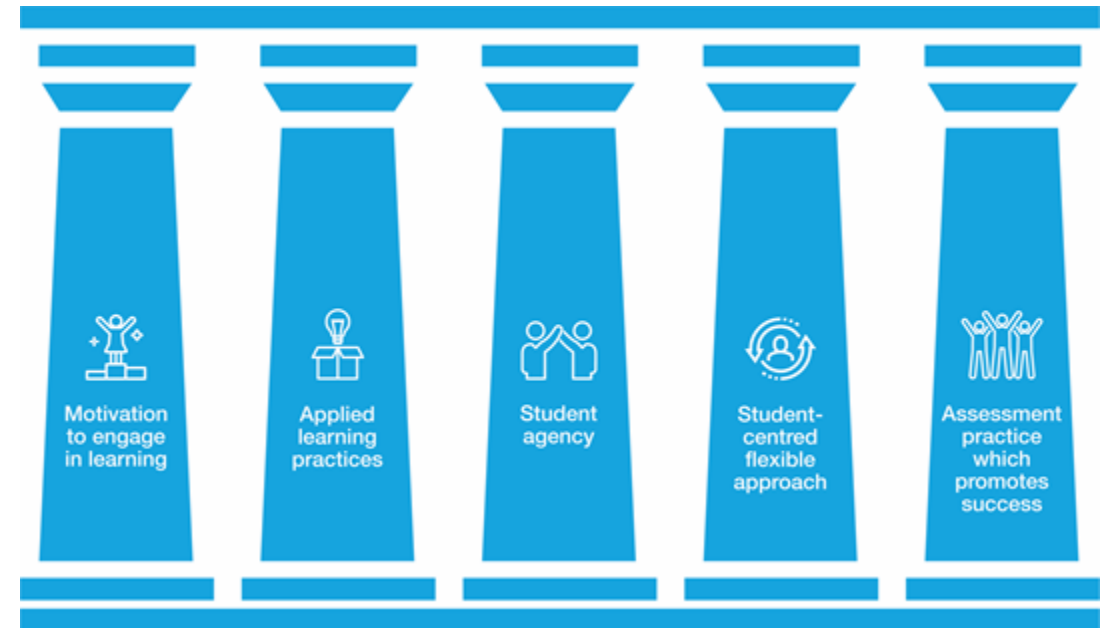 Motivation
to engage
in learning
Applied
learning
practices
Student
agency
Student-
centred
flexible
approach
Assessment
practice
which
promotes
success